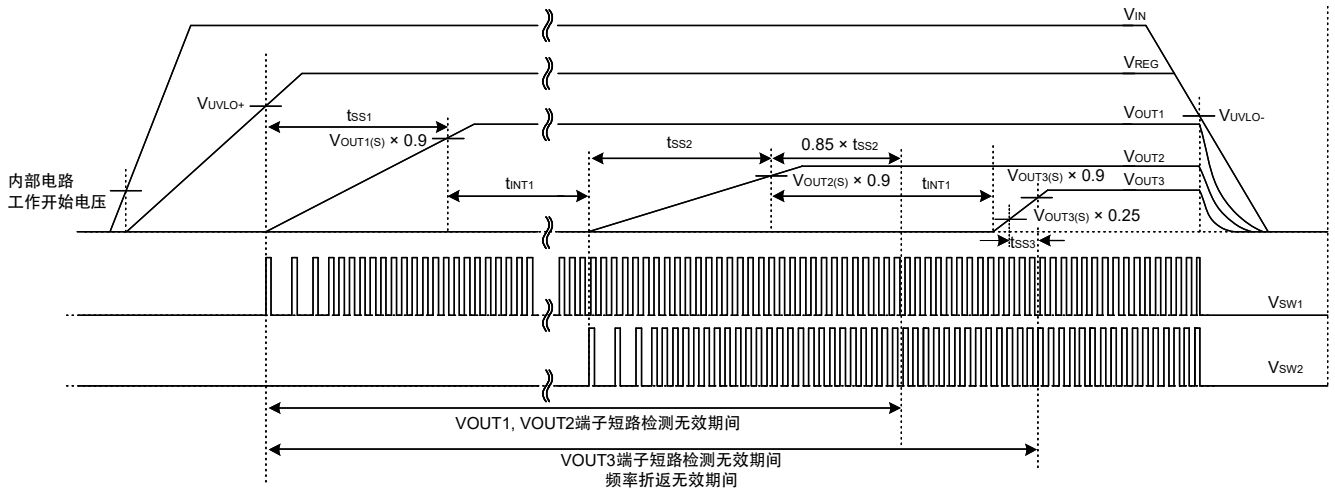 VIN
VREG
VUVLO+
tSS1
VOUT1
VUVLO-
VOUT1(S) × 0.9
tSS2
0.85 × tSS2
VOUT2
内部电路
工作开始电压
tINT1
VOUT2(S) × 0.9
tINT1
VOUT3(S) × 0.9
VOUT3
VOUT3(S) × 0.25
tSS3
VSW1
VSW2
VOUT1, VOUT2端子短路检测无效期间
VOUT3端子短路检测无效期间
频率折返无效期间